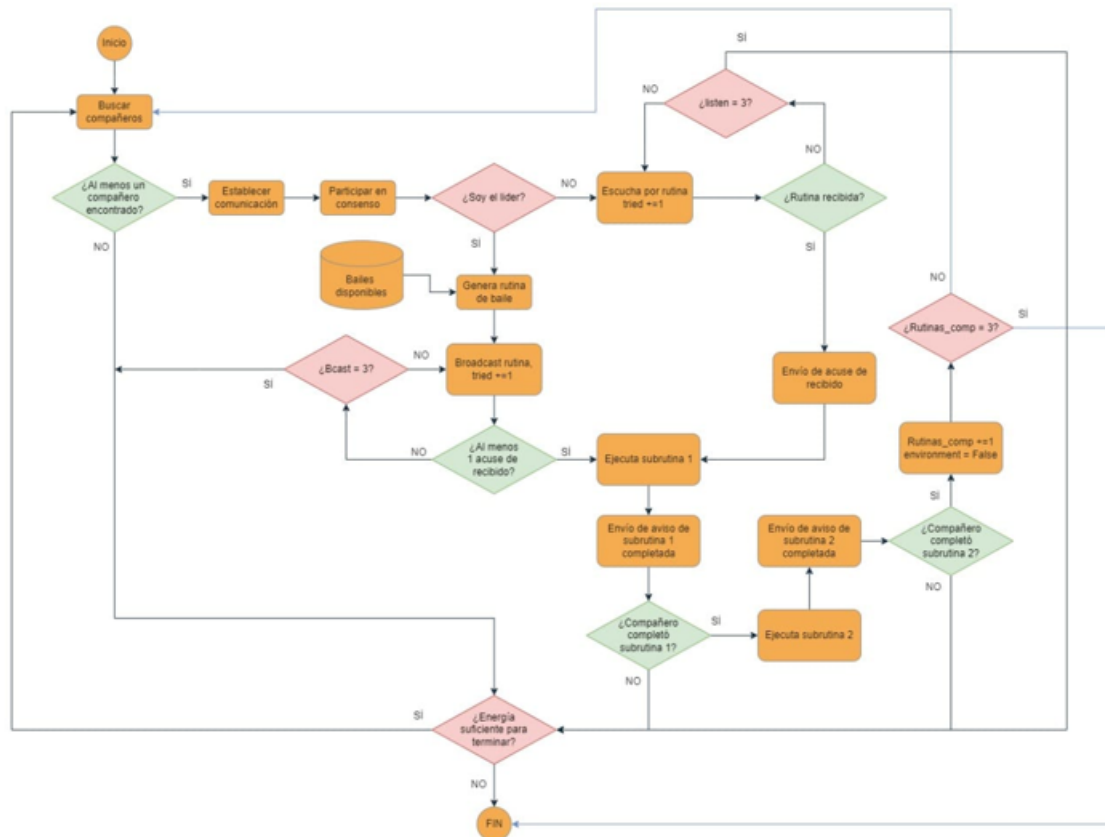 Inicio
SÍ
NO
¿listen = 3?
Buscar
compañeros
NO
¿Al menos un
compañero
encontrado?
SÍ
Establecer
comunicación
Participar en
consenso
¿Soy el lider?
NO
Escucha por rutina
tried +=1
¿Rutina recibida?
NO
SÍ
SÍ
Bailes
disponibles
Genera rutina
de baile
NO
¿Rutinas_comp = 3?
SÍ
¿Bcast = 3?
NO
SÍ
Broadcast rutina,
tried +=1
Envío de acuse de
recibido
NO
¿Al menos
1 acuse de
recibido?
SÍ
Ejecuta subrutina 1
Rutinas_comp +=1
environment = False
SÍ
Envío de aviso de
subrutina 1
completada
Envío de aviso de
subrutina 2
completada
¿Compañero
completó
subrutina 2?
NO
¿Compañero
completó
subrutina 1?
SÍ
Ejecuta subrutina 2
NO
SÍ
¿Energía
suficiente para
terminar?
NO
FIN